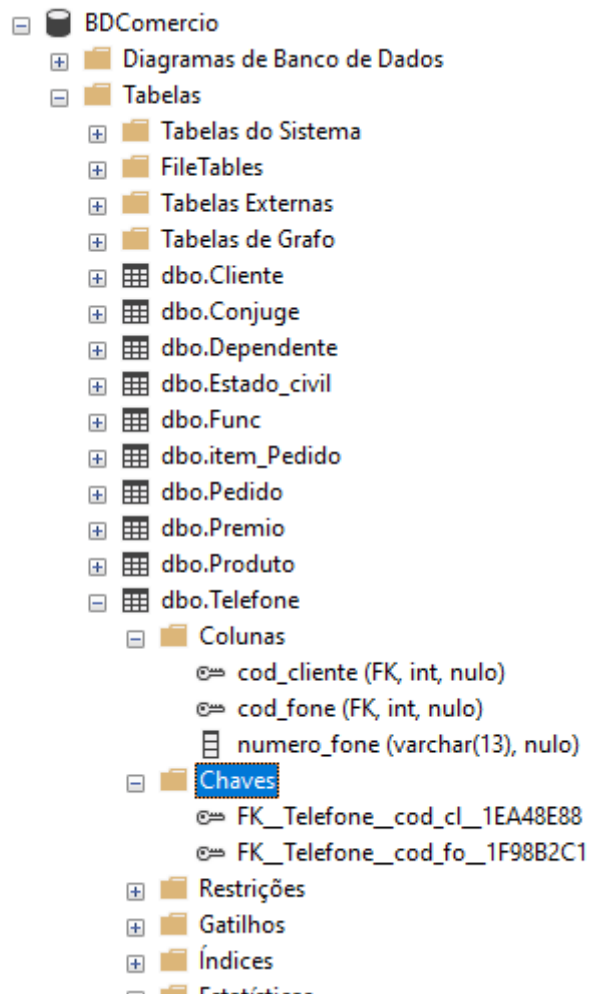 BDComercio
Diagramas de Banco de Dados
Tabelas
Tabelas do Sistema
FileTables
Tabelas Externas
Tabelas de Grafo
dbo.Cliente
dbo.Conjuge
dbo.Dependente
dbo.Estado_civil
dbo.Func
dbo.item_Pedido
dbo.Pedido
dbo.Premio
dbo.Produto
dbo.Telefone
Colunas
cod_cliente (FK, int, nulo)
cod_fone (FK, int, nulo)
numero_fone (varchar(13), nulo)
Chaves
FK__Telefone__cod_cl__1EA48E88
FK__Telefone__cod_fo__1F98B2C1
Restrições
Gatilhos
Índices
Estatísticas